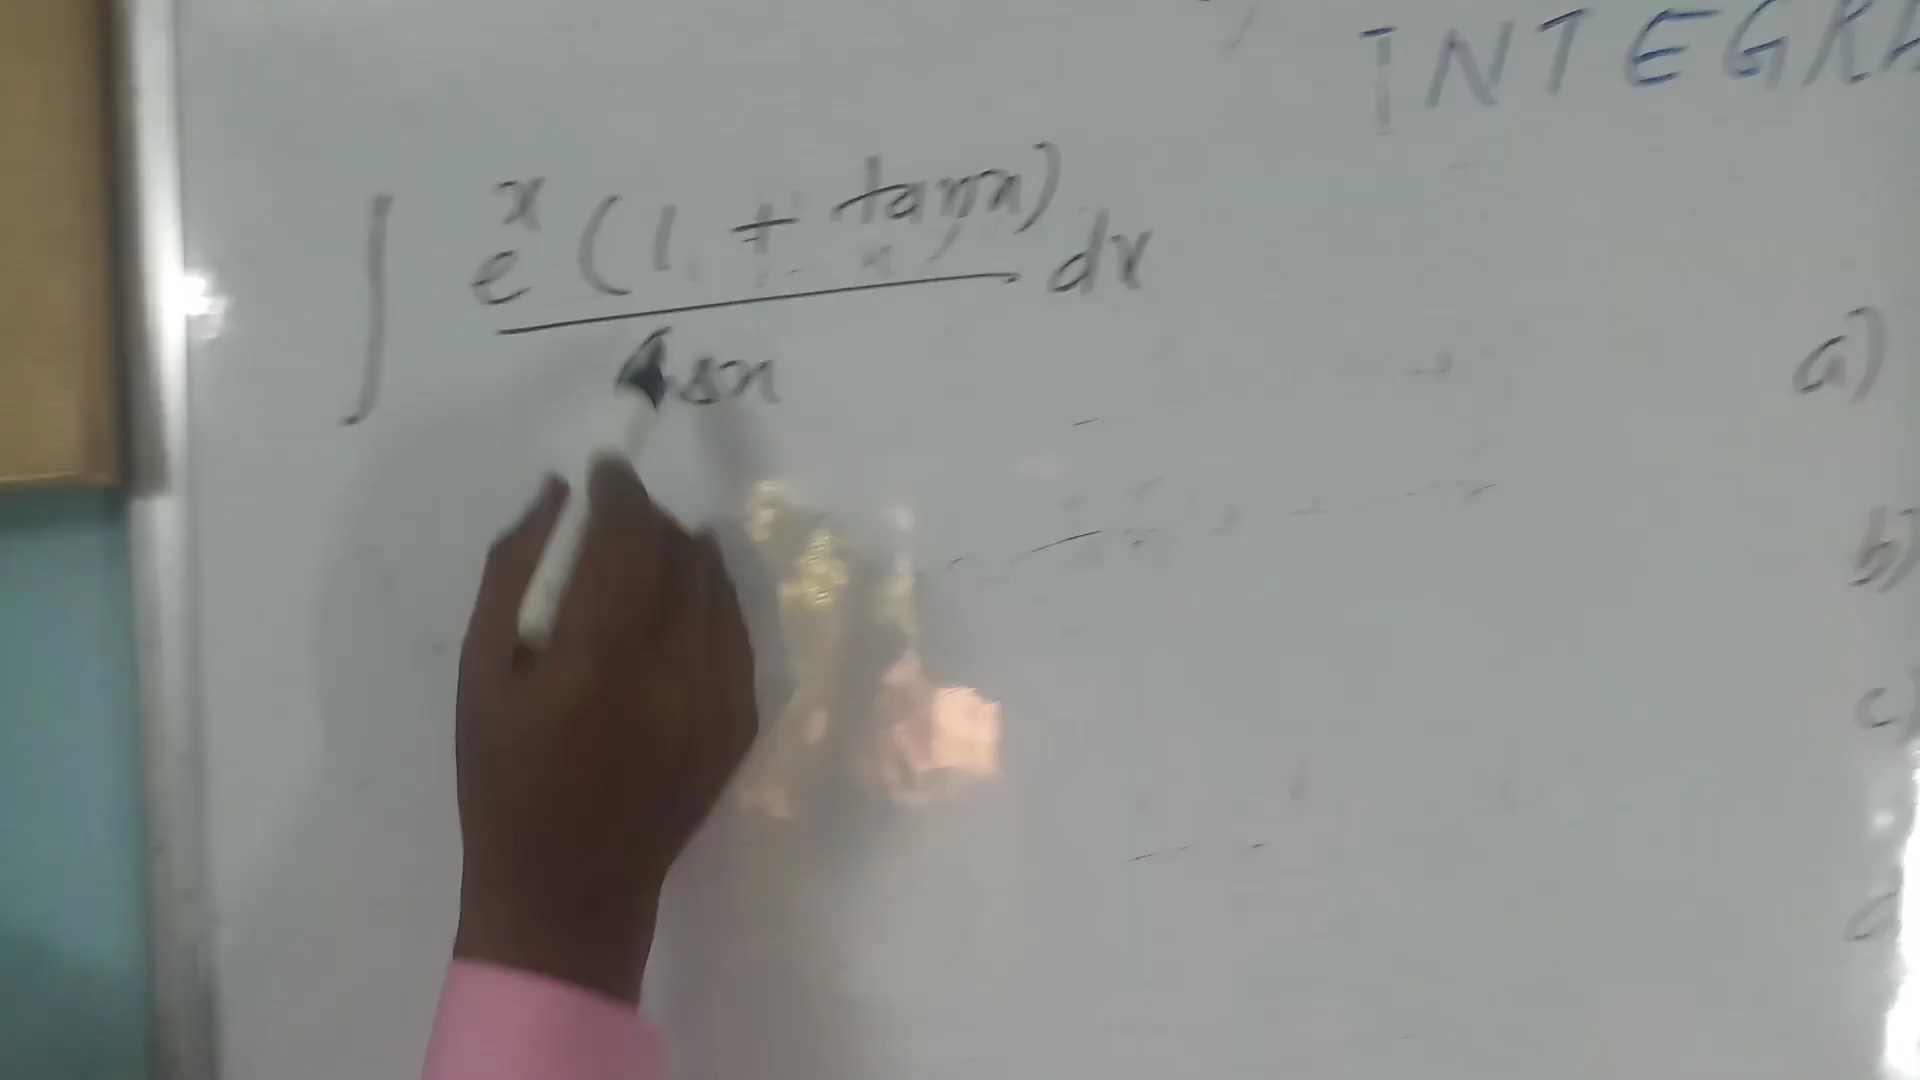 INTEGRA
∫ e^x (1 + tanx) dx
cosx
a)
b)
c)